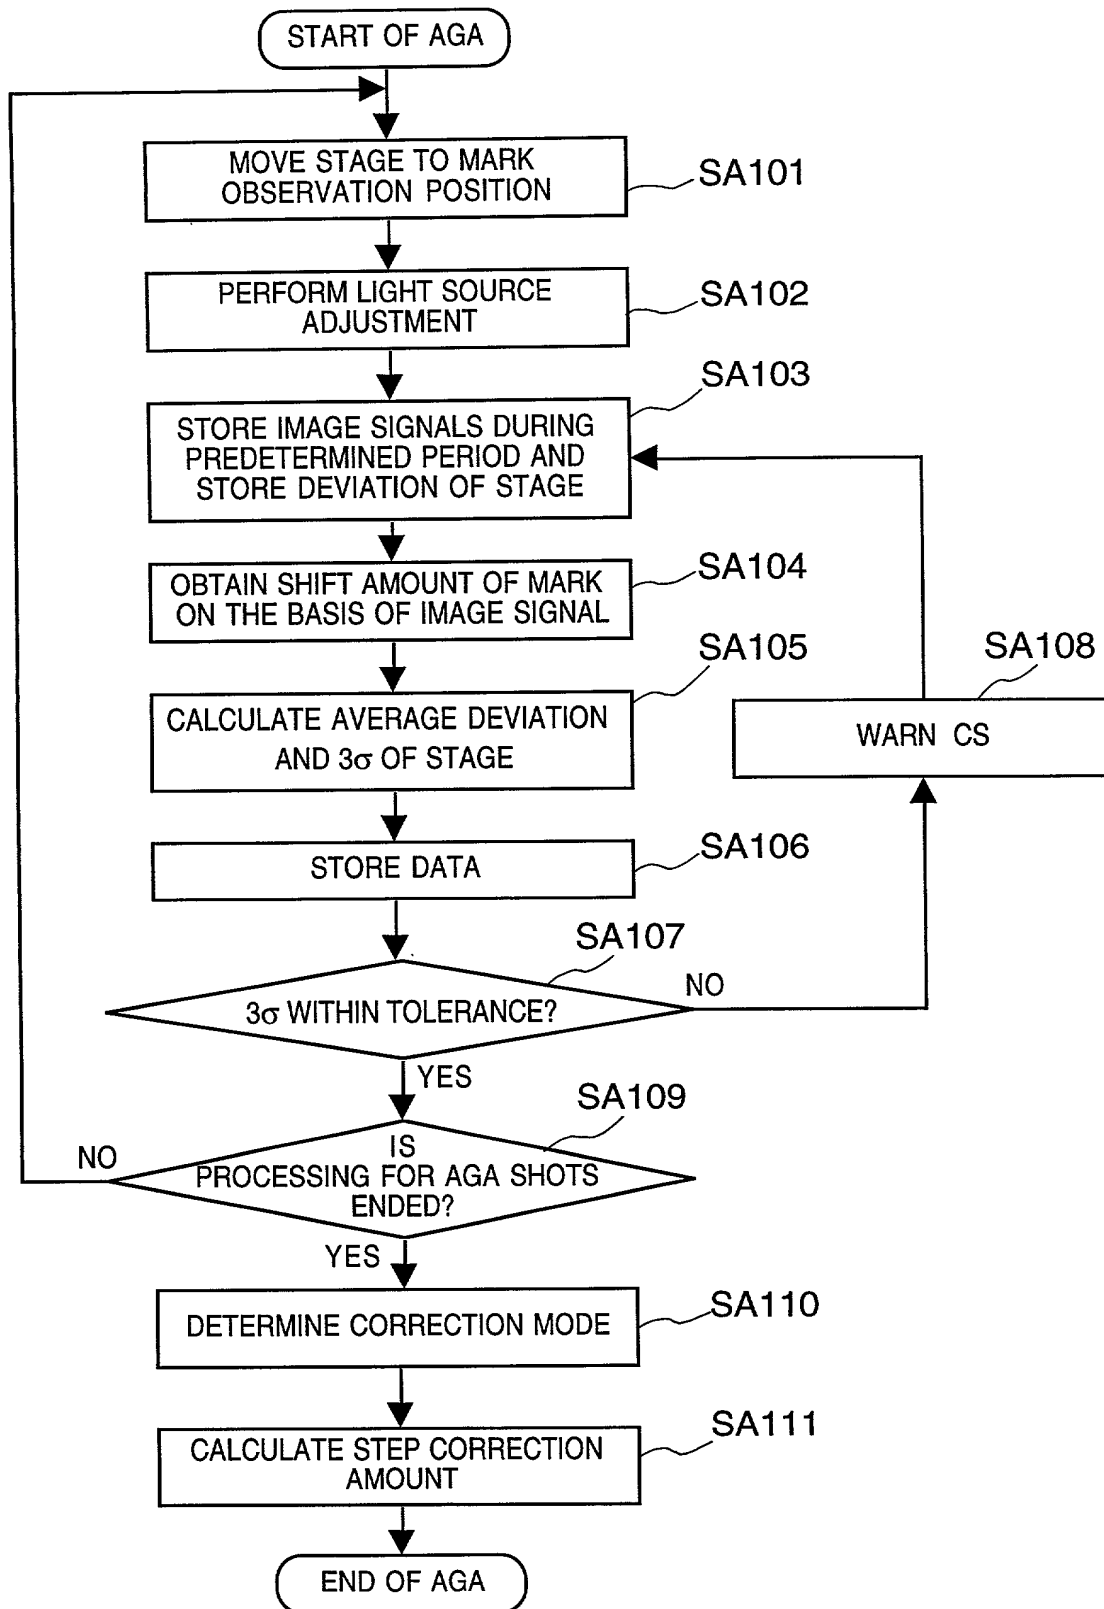 START OF AGA
MOVE STAGE TO MARK
OBSERVATION POSITION
SA101
PERFORM LIGHT SOURCE
ADJUSTMENT
SA102
SA103
STORE IMAGE SIGNALS DURING
PREDETERMINED PERIOD AND
STORE DEVIATION OF STAGE
SA104
OBTAIN SHIFT AMOUNT OF MARK
ON THE BASIS OF IMAGE SIGNAL
SA105
CALCULATE AVERAGE DEVIATION
AND 3σ OF STAGE
SA108
WARN CS
SA106
STORE DATA
SA107
3σ WITHIN TOLERANCE?
NO
YES
SA109
IS
PROCESSING FOR AGA SHOTS
ENDED?
NO
YES
SA110
DETERMINE CORRECTION MODE
SA111
CALCULATE STEP CORRECTION
AMOUNT
END OF AGA